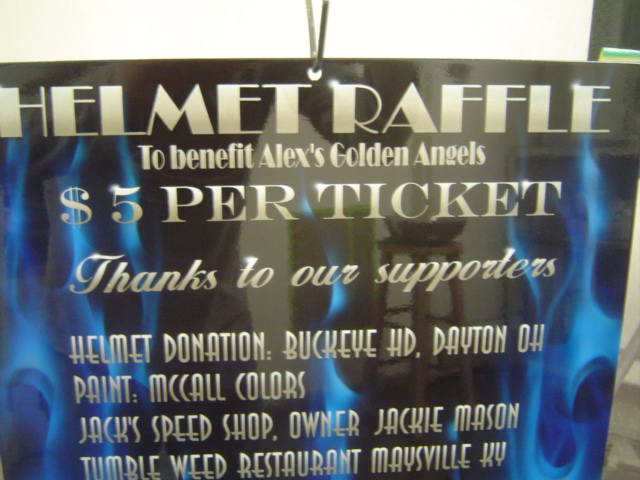 HELMET RAFFLE
To benefit Alex's Golden Angels
$ 5 PER TICKET
Thanks to our supporters
HELMET DONATION: BUCKEYE HD, DAYTON OH
PAINT: MCCALL COLORS
JACK'S SPEED SHOP, OWNER JACKIE MASON
TUMBLE WEED RESTAURANT MAYSVILLE KY